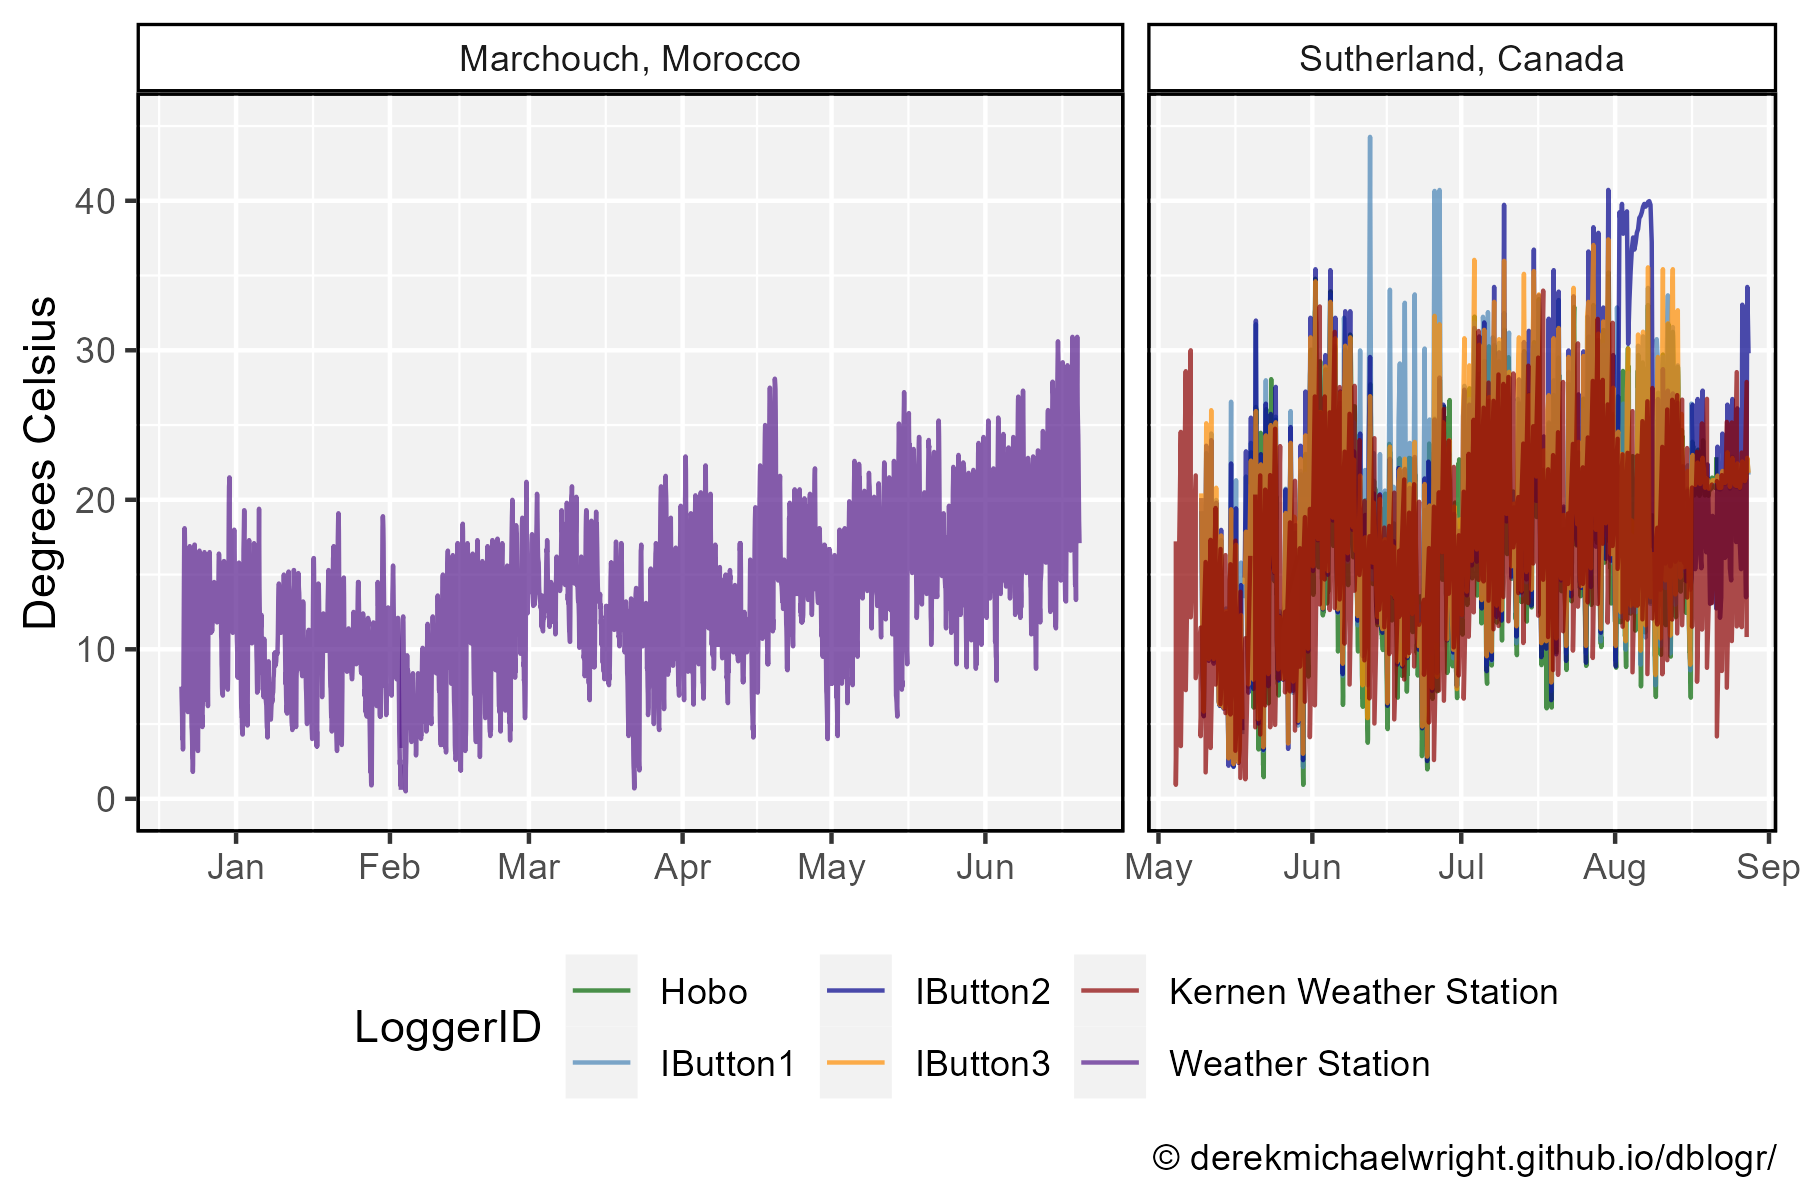 Marchouch, Morocco
Sutherland, Canada
Degrees Celsius
40
30
20
10
0
Jan Feb Mar Apr May Jun
May Jun Jul Aug Sep
LoggerID
Hobo IButton2 Kernen Weather Station
IButton1 IButton3 Weather Station
© derekmichaelwright.github.io/dblogr/